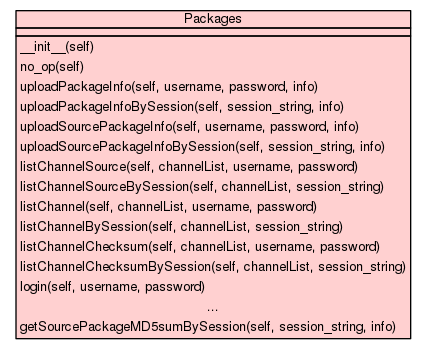 Packages
__init__(self)
no_op(self)
uploadPackageInfo(self, username, password, info)
uploadPackageInfoBySession(self, session_string, info)
uploadSourcePackageInfo(self, username, password, info)
uploadSourcePackageInfoBySession(self, session_string, info)
listChannelSource(self, channelList, username, password)
listChannelSourceBySession(self, channelList, session_string)
listChannel(self, channelList, username, password)
listChannelBySession(self, channelList, session_string)
listChannelChecksum(self, channelList, username, password)
listChannelChecksumBySession(self, channelList, session_string)
login(self, username, password)
...
getSourcePackageMD5sumBySession(self, session_string, info)